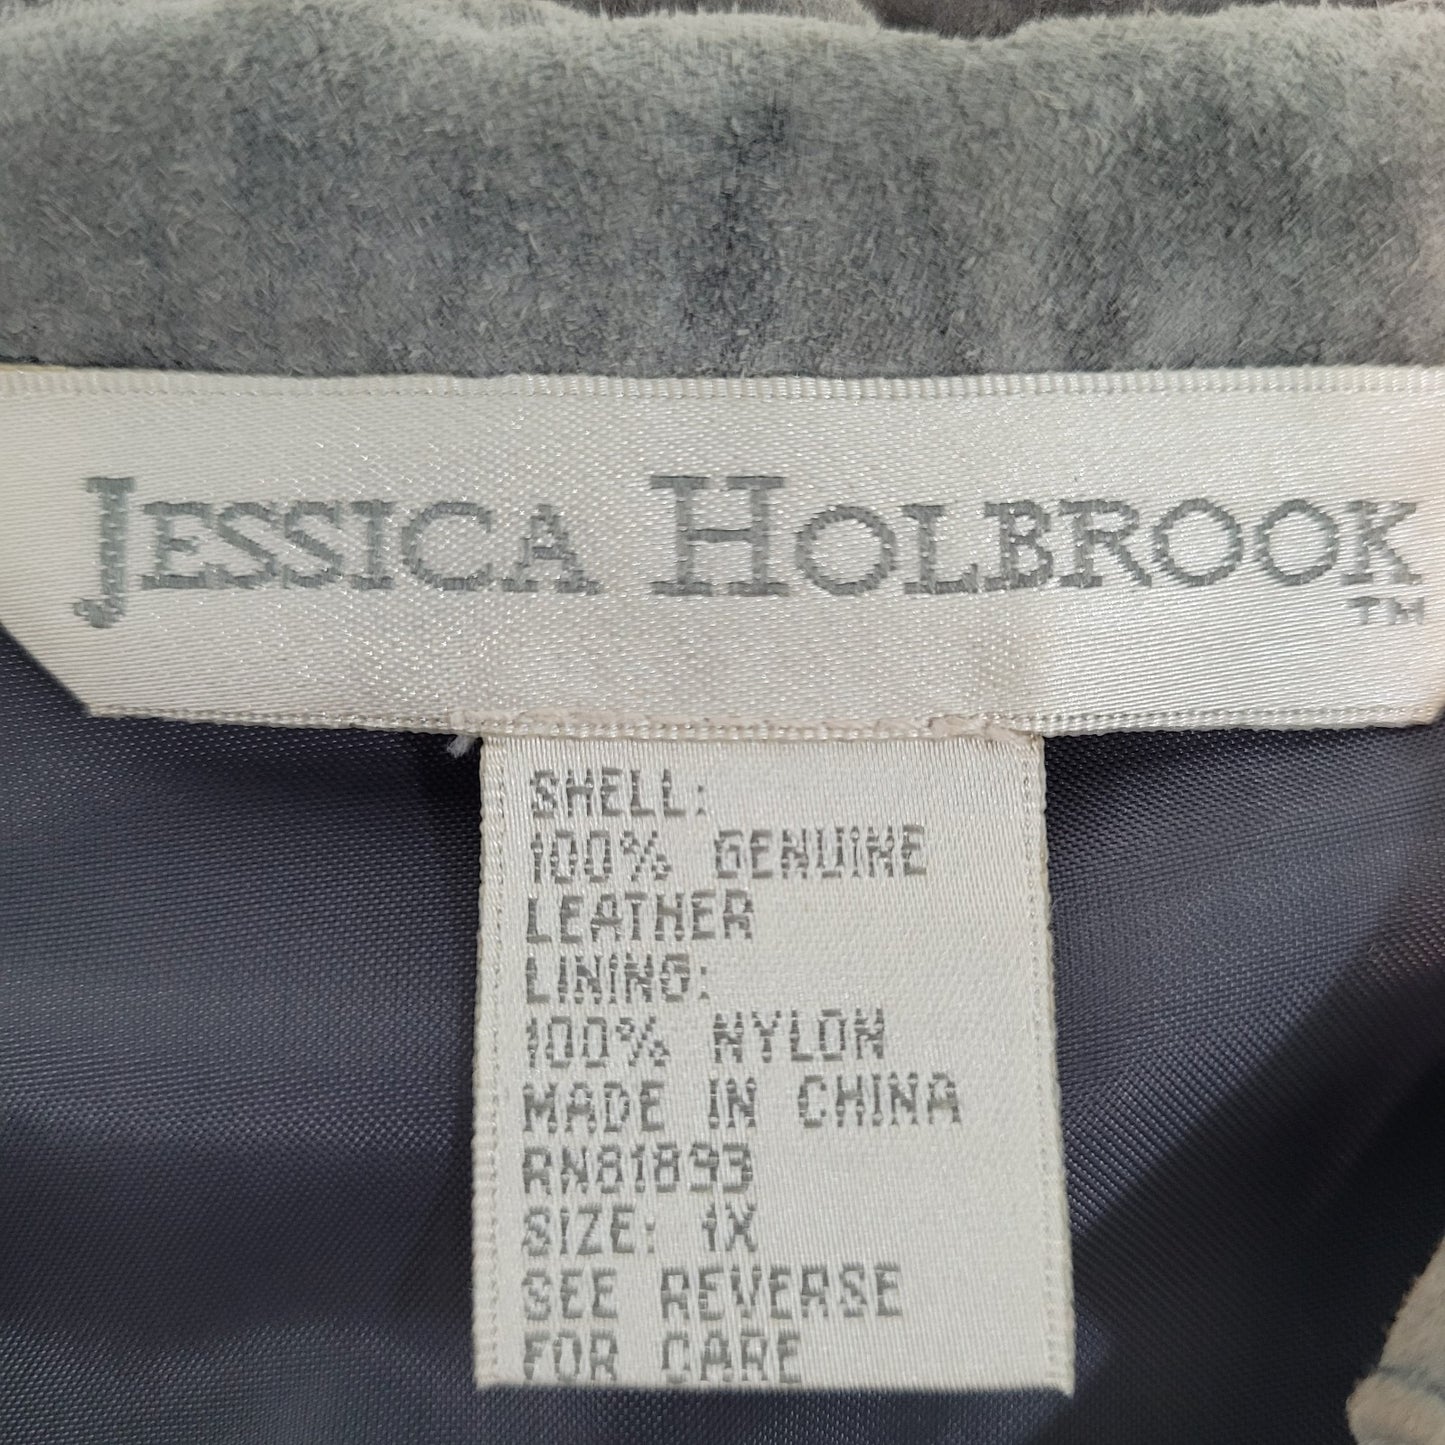 JESSICA HOLBROOK
TM
SHELL:
100% GENUINE
LEATHER
LINING:
100% NYLON
MADE IN CHINA
RN81893
SIZE: 1X
SEE REVERSE
FOR CARE